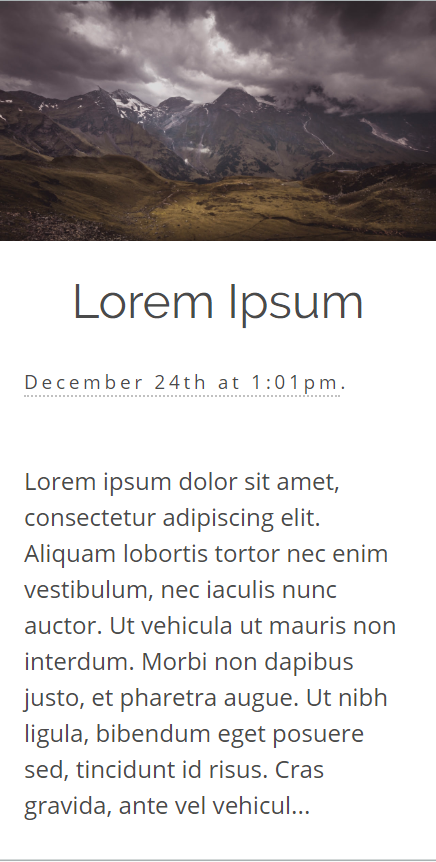 Lorem Ipsum
December 24th at 1:01pm.
Lorem ipsum dolor sit amet,
consectetur adipiscing elit.
Aliquam lobortis tortor nec enim
vestibulum, nec iaculis nunc
auctor. Ut vehicula ut mauris non
interdum. Morbi non dapibus
justo, et pharetra augue. Ut nibh
ligula, bibendum eget posuere
sed, tincidunt id risus. Cras
gravida, ante vel vehicul...